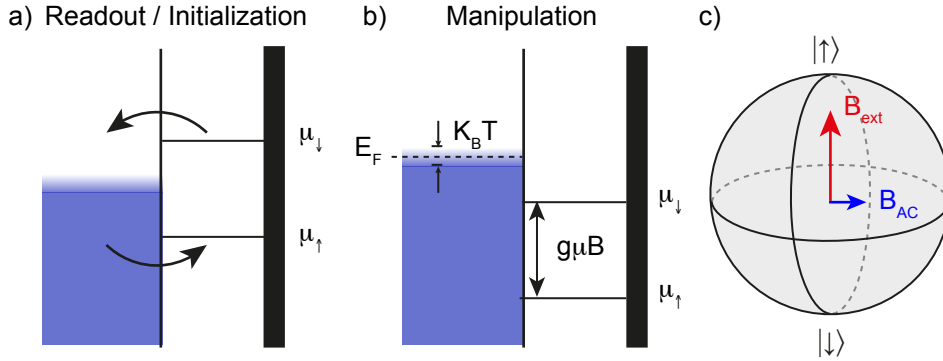 a) Readout / Initialization
μ↓
μ↑
b) Manipulation
K_BT
E_F
μ↓
gμB
μ↑
c)
|↑⟩
B_ext
B_AC
|↓⟩